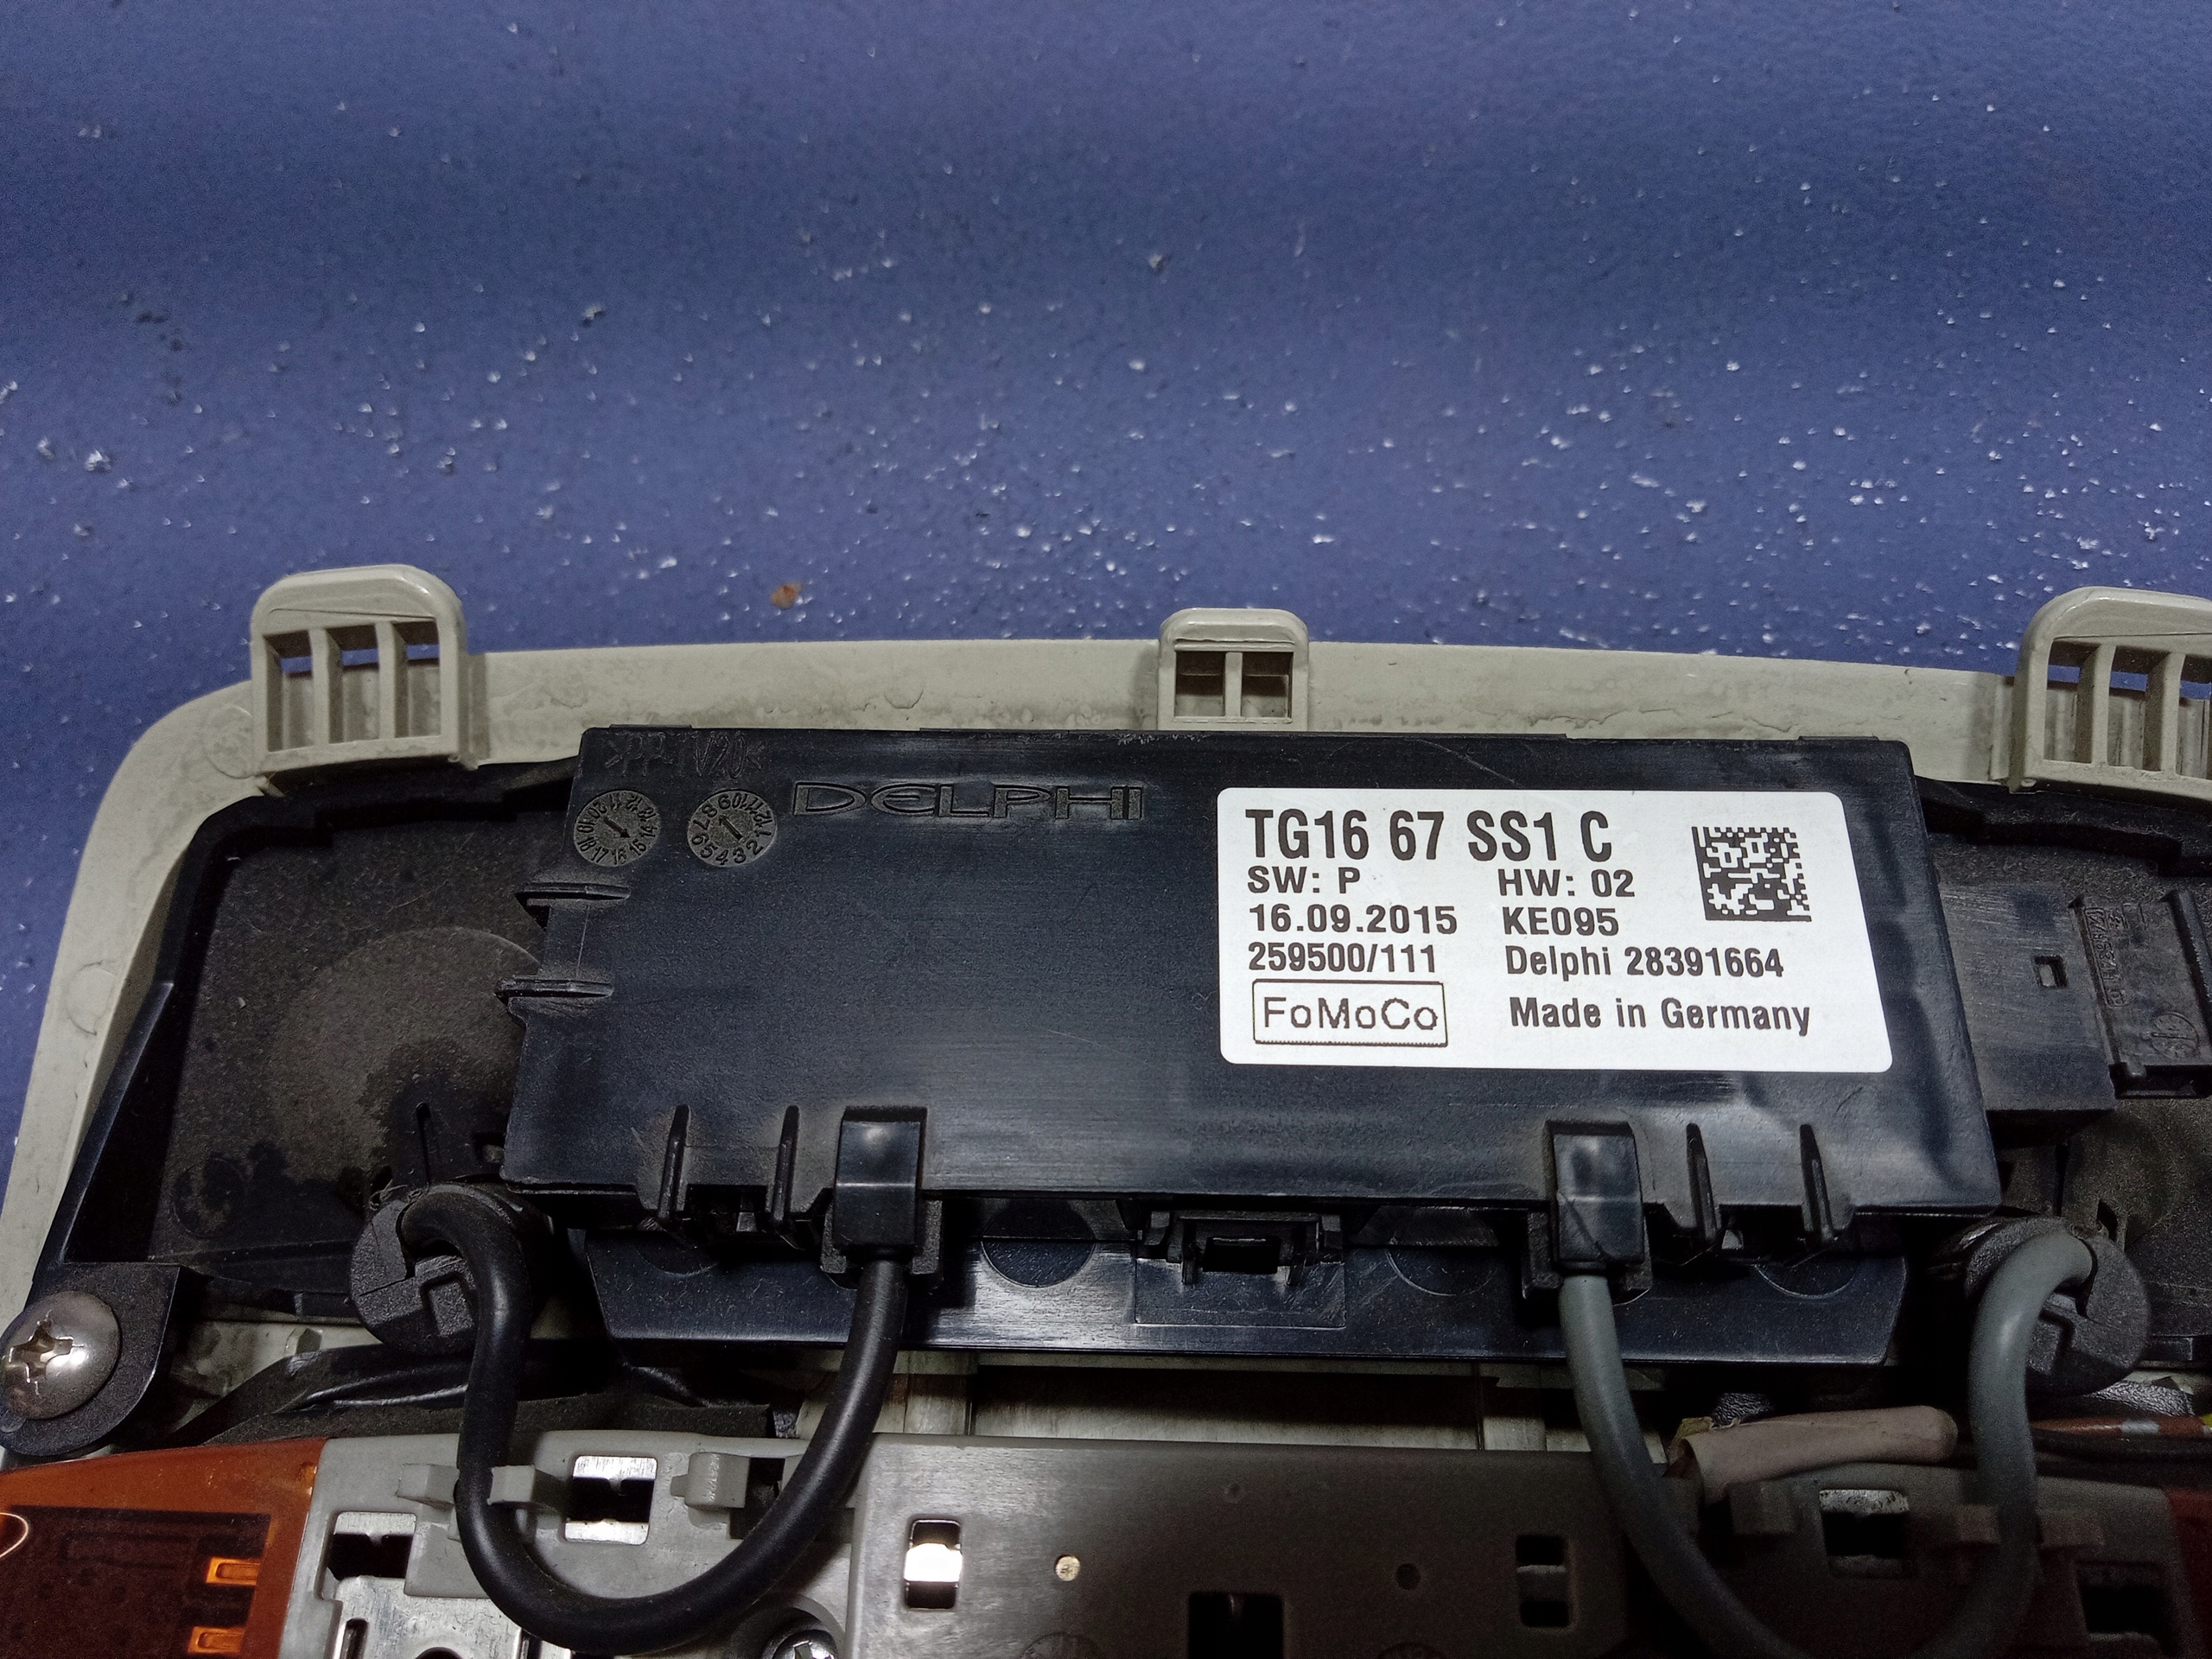 DELPHI
TG16 67 SS1 C
SW: P HW: 02
16.09.2015 KE095
259500/111 Delphi 28391664
FoMoCo Made in Germany